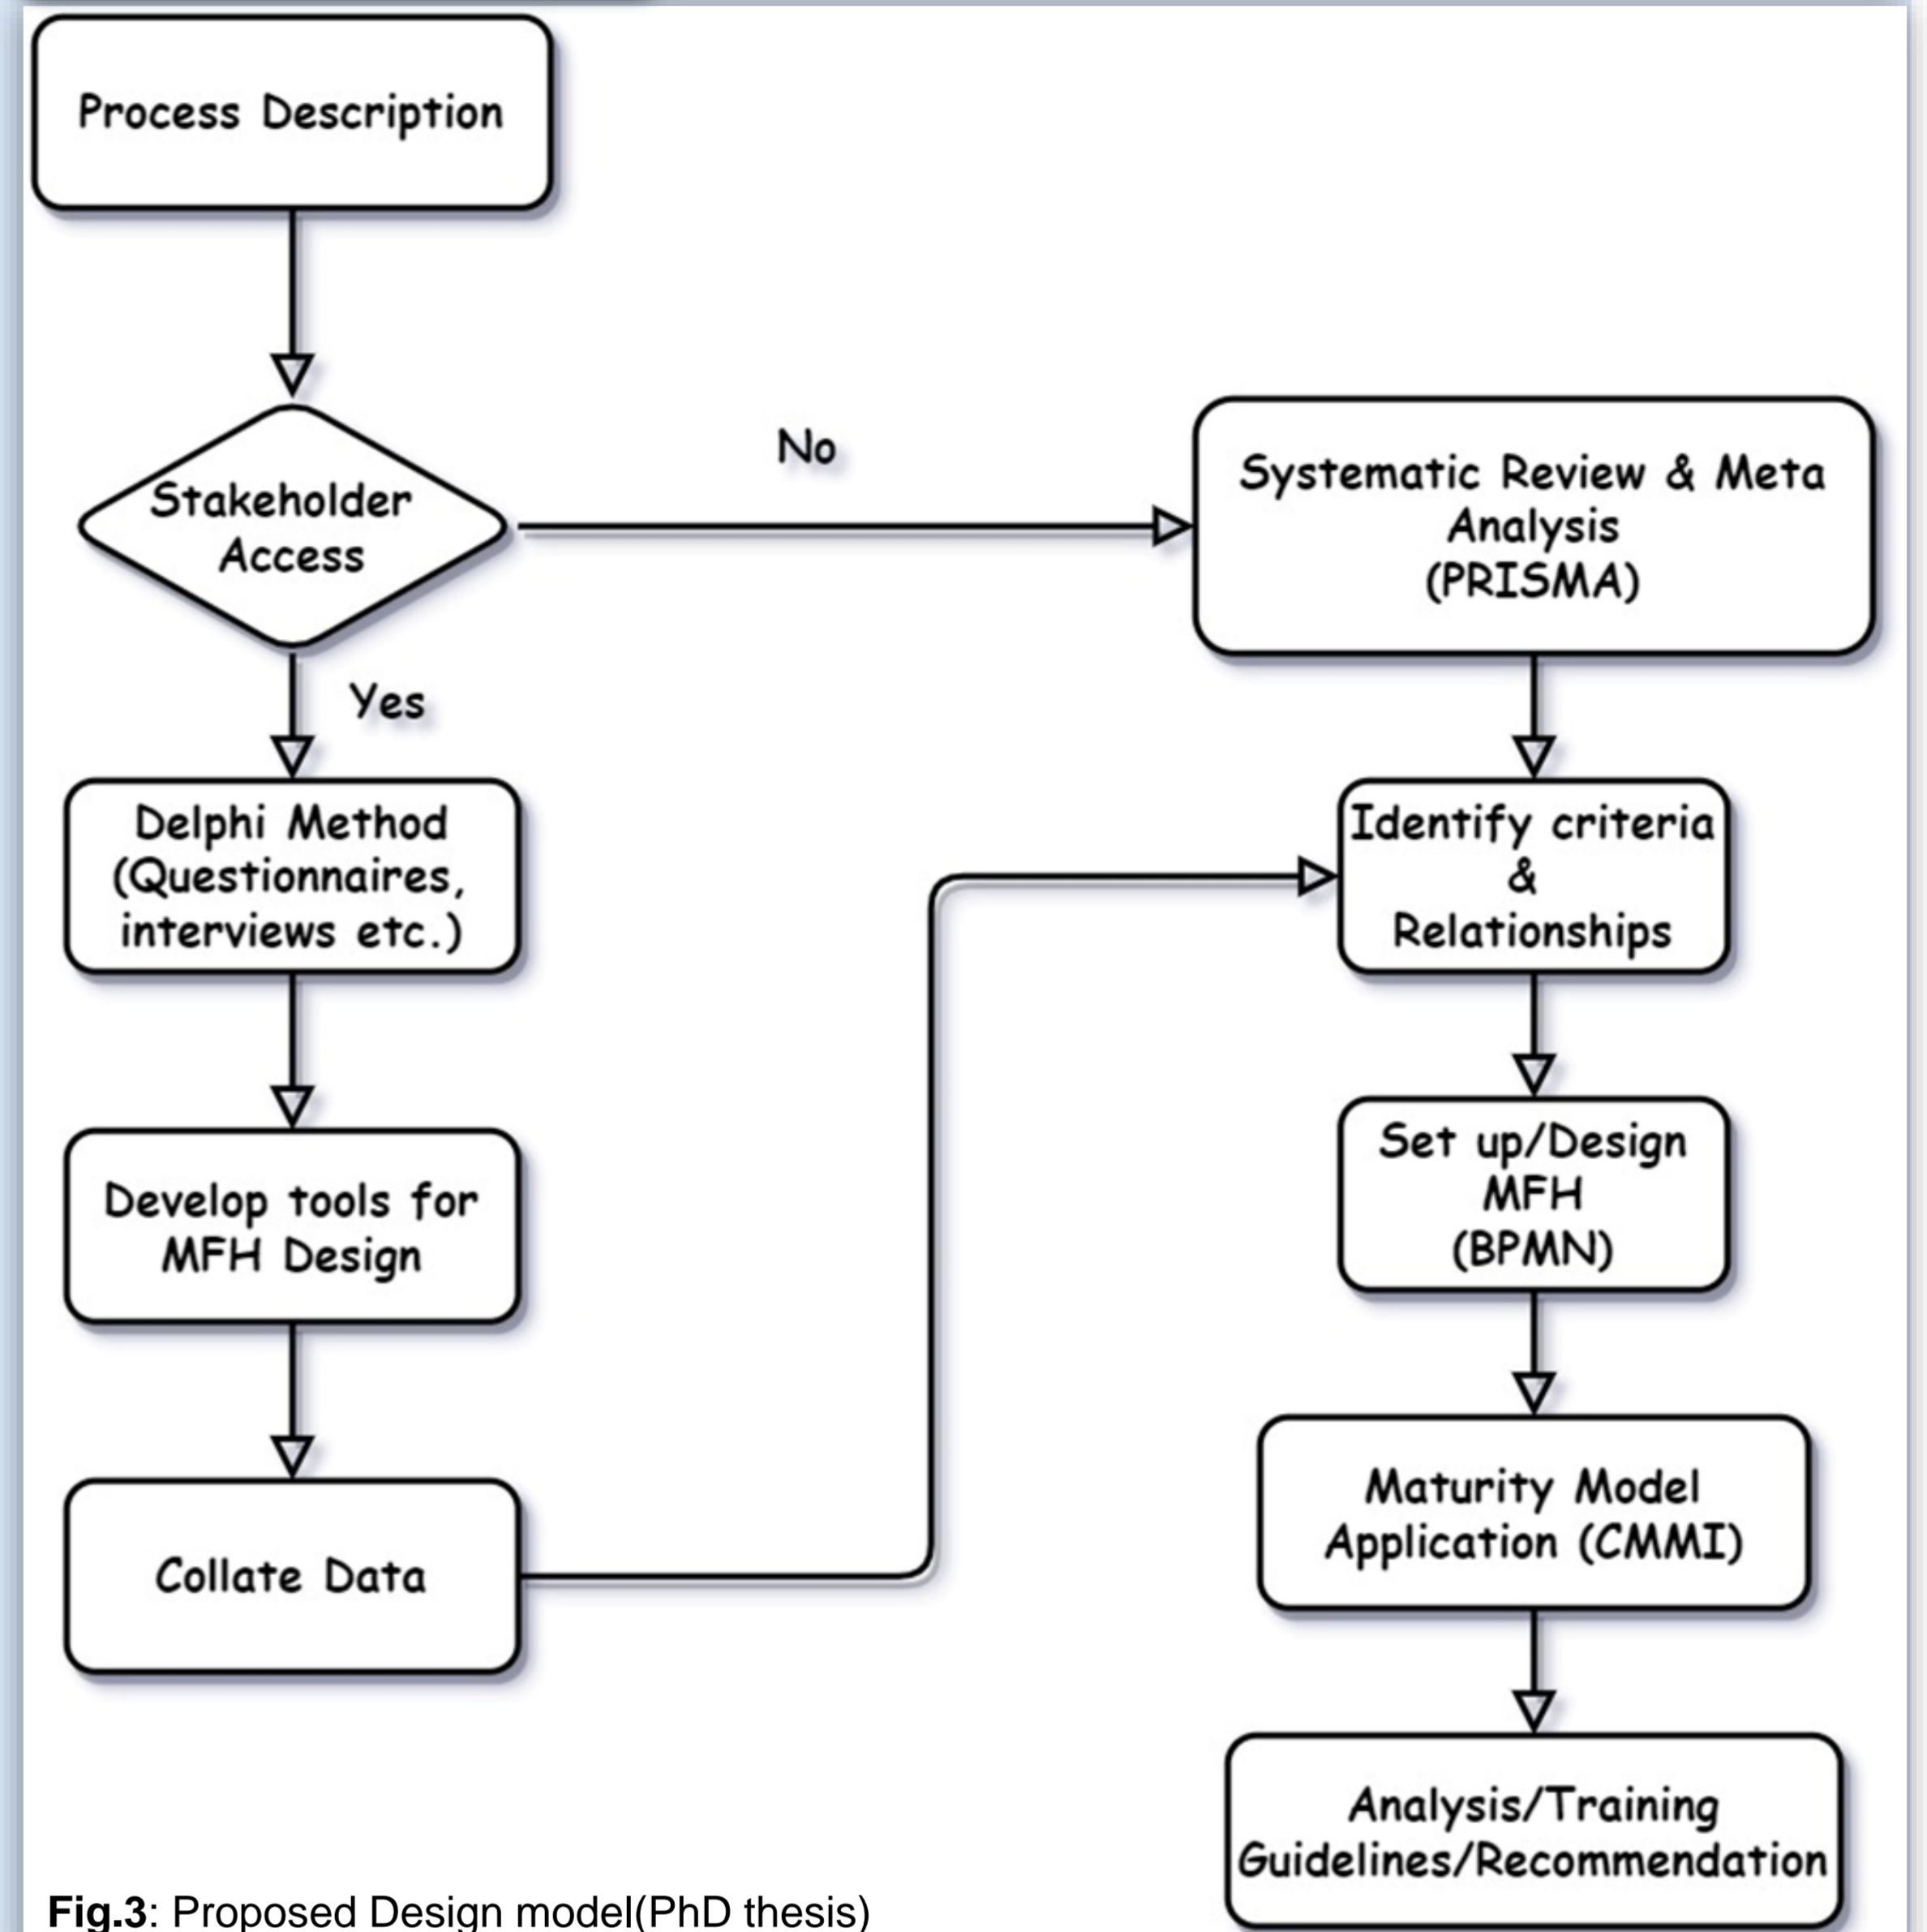 Process Description
Stakeholder
Access
No
Yes
Systematic Review & Meta
Analysis
(PRISMA)
Delphi Method
(Questionnaires,
interviews etc.)
Identify criteria
&
Relationships
Develop tools for
MFH Design
Set up/Design
MFH
(BPMN)
Collate Data
Maturity Model
Application (CMMI)
Analysis/Training
Guidelines/Recommendation
Fig.3: Proposed Design model(PhD thesis)